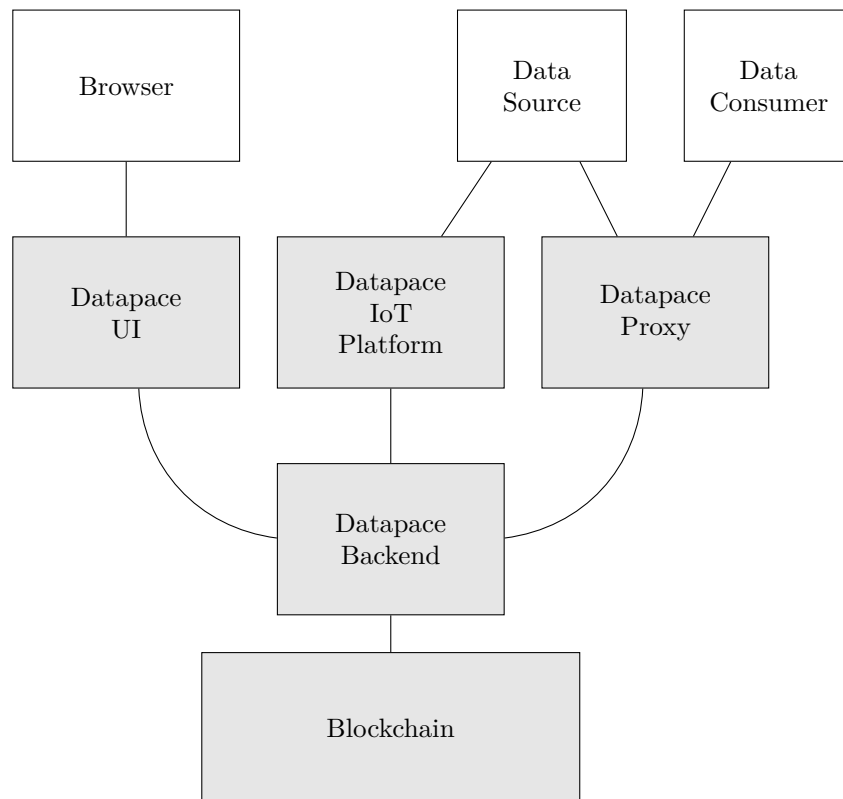 Browser
Data
Source
Data
Consumer
Datapace
UI
Datapace
IoT
Platform
Datapace
Proxy
Datapace
Backend
Blockchain